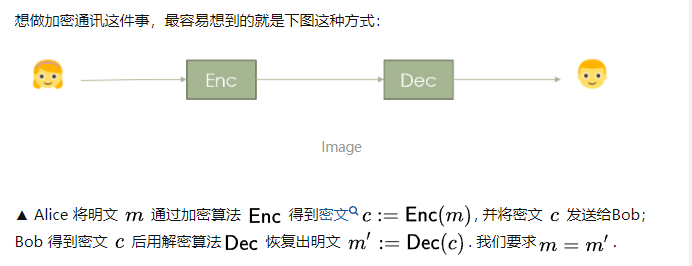 想做加密通讯这件事，最容易想到的就是下图这种方式：
Enc
Dec
Image
▲ Alice 将明文 m 通过加密算法 Enc 得到密文 c := Enc(m) , 并将密文 c 发送给Bob；
Bob 得到密文 c 后用解密算法 Dec 恢复出明文 m′ := Dec(c) . 我们要求 m = m′ .